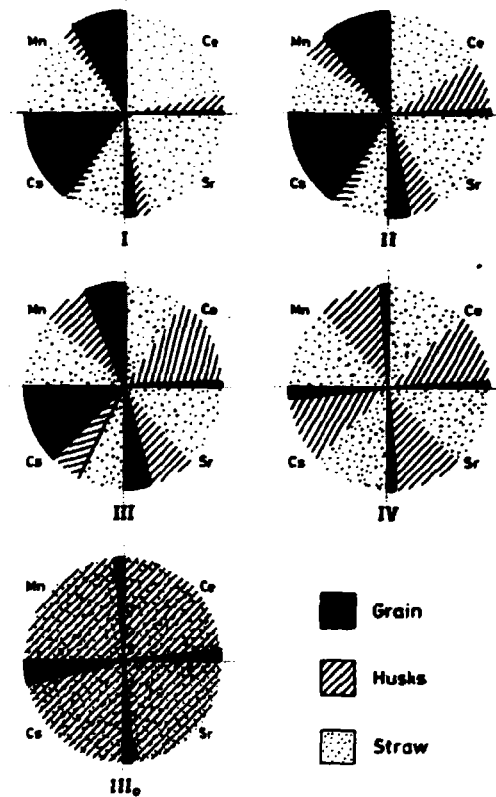 Mn Ce Mn Ce
Cs Sr Cs Sr
I II
Mn Ce Mn Ce
Cs Sr Cs Sr
III IV
Mn Ce
Grain
Husks
Cs Sr
Straw
III₀